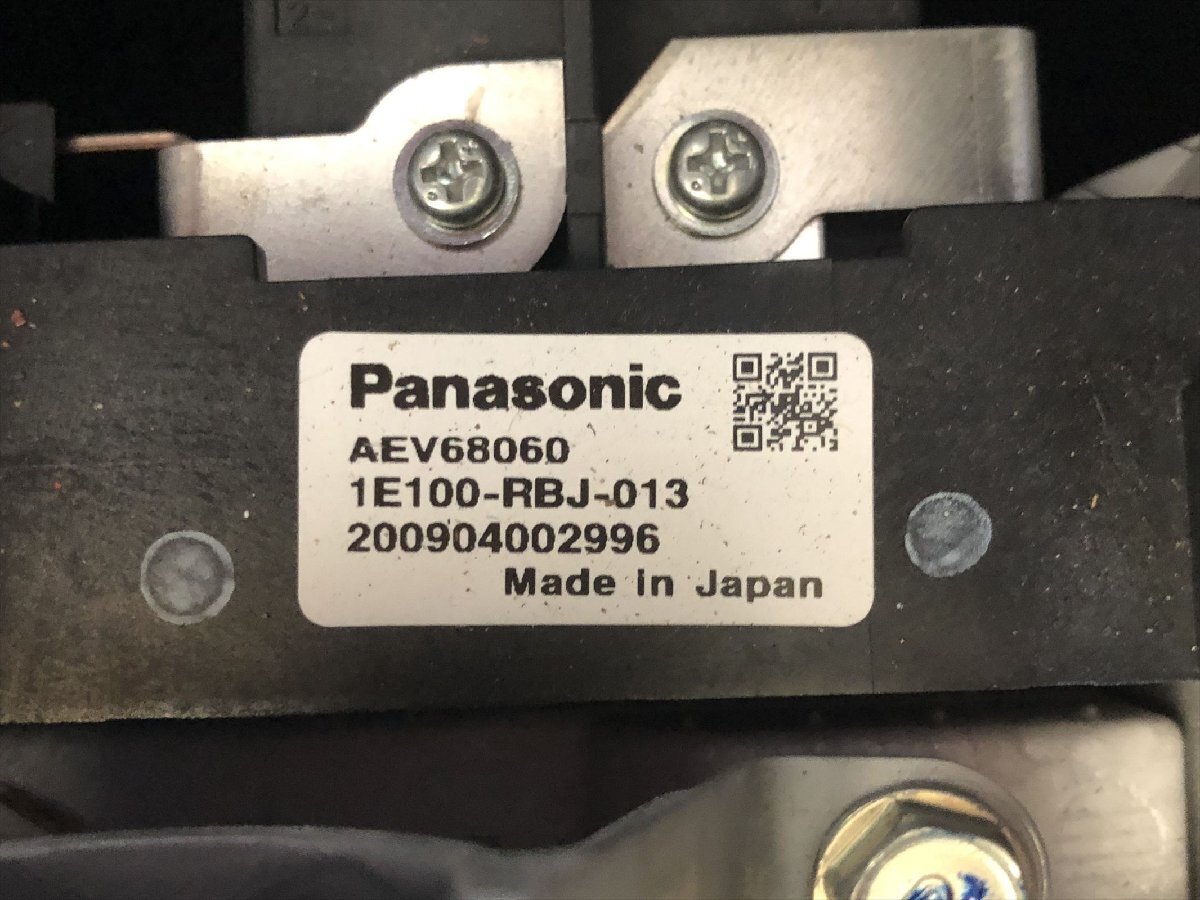 Panasonic
AEV68060
1E100-RBJ-013
200904002996
Made in Japan